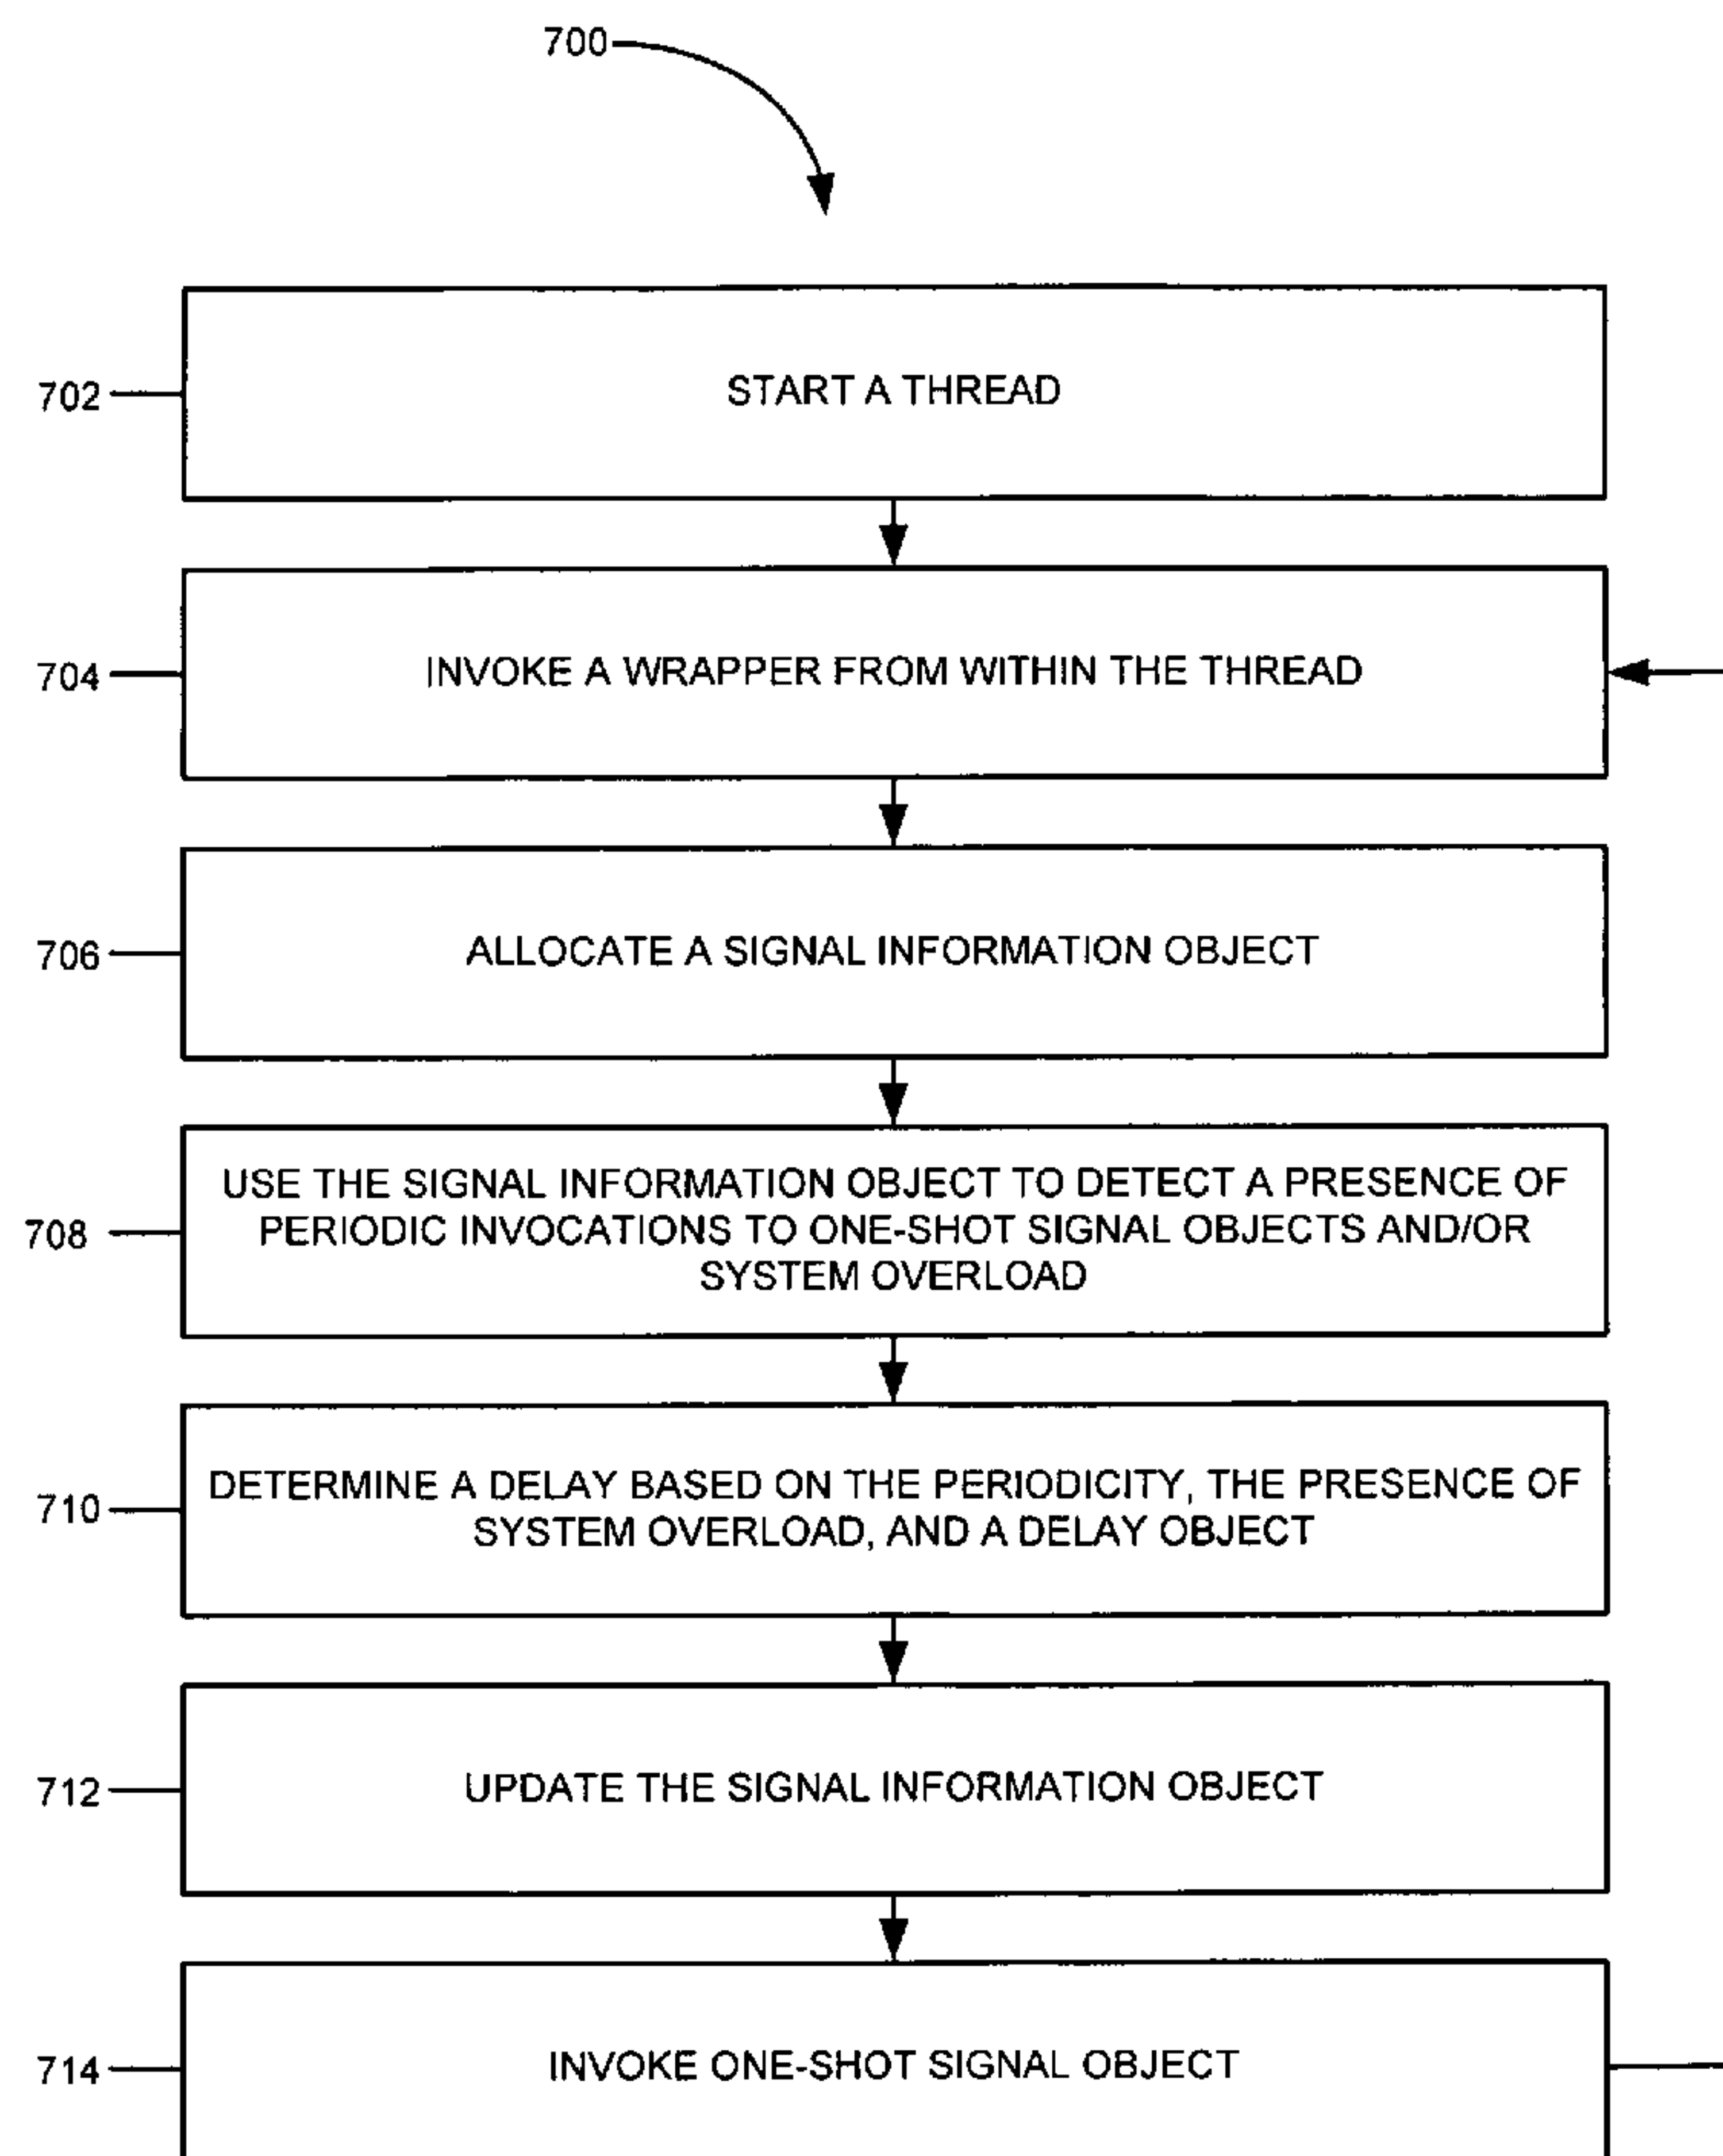 700
702
START A THREAD
704
INVOKE A WRAPPER FROM WITHIN THE THREAD
706
ALLOCATE A SIGNAL INFORMATION OBJECT
708
USE THE SIGNAL INFORMATION OBJECT TO DETECT A PRESENCE OF
PERIODIC INVOCATIONS TO ONE-SHOT SIGNAL OBJECTS AND/OR
SYSTEM OVERLOAD
710
DETERMINE A DELAY BASED ON THE PERIODICITY, THE PRESENCE OF
SYSTEM OVERLOAD, AND A DELAY OBJECT
712
UPDATE THE SIGNAL INFORMATION OBJECT
714
INVOKE ONE-SHOT SIGNAL OBJECT